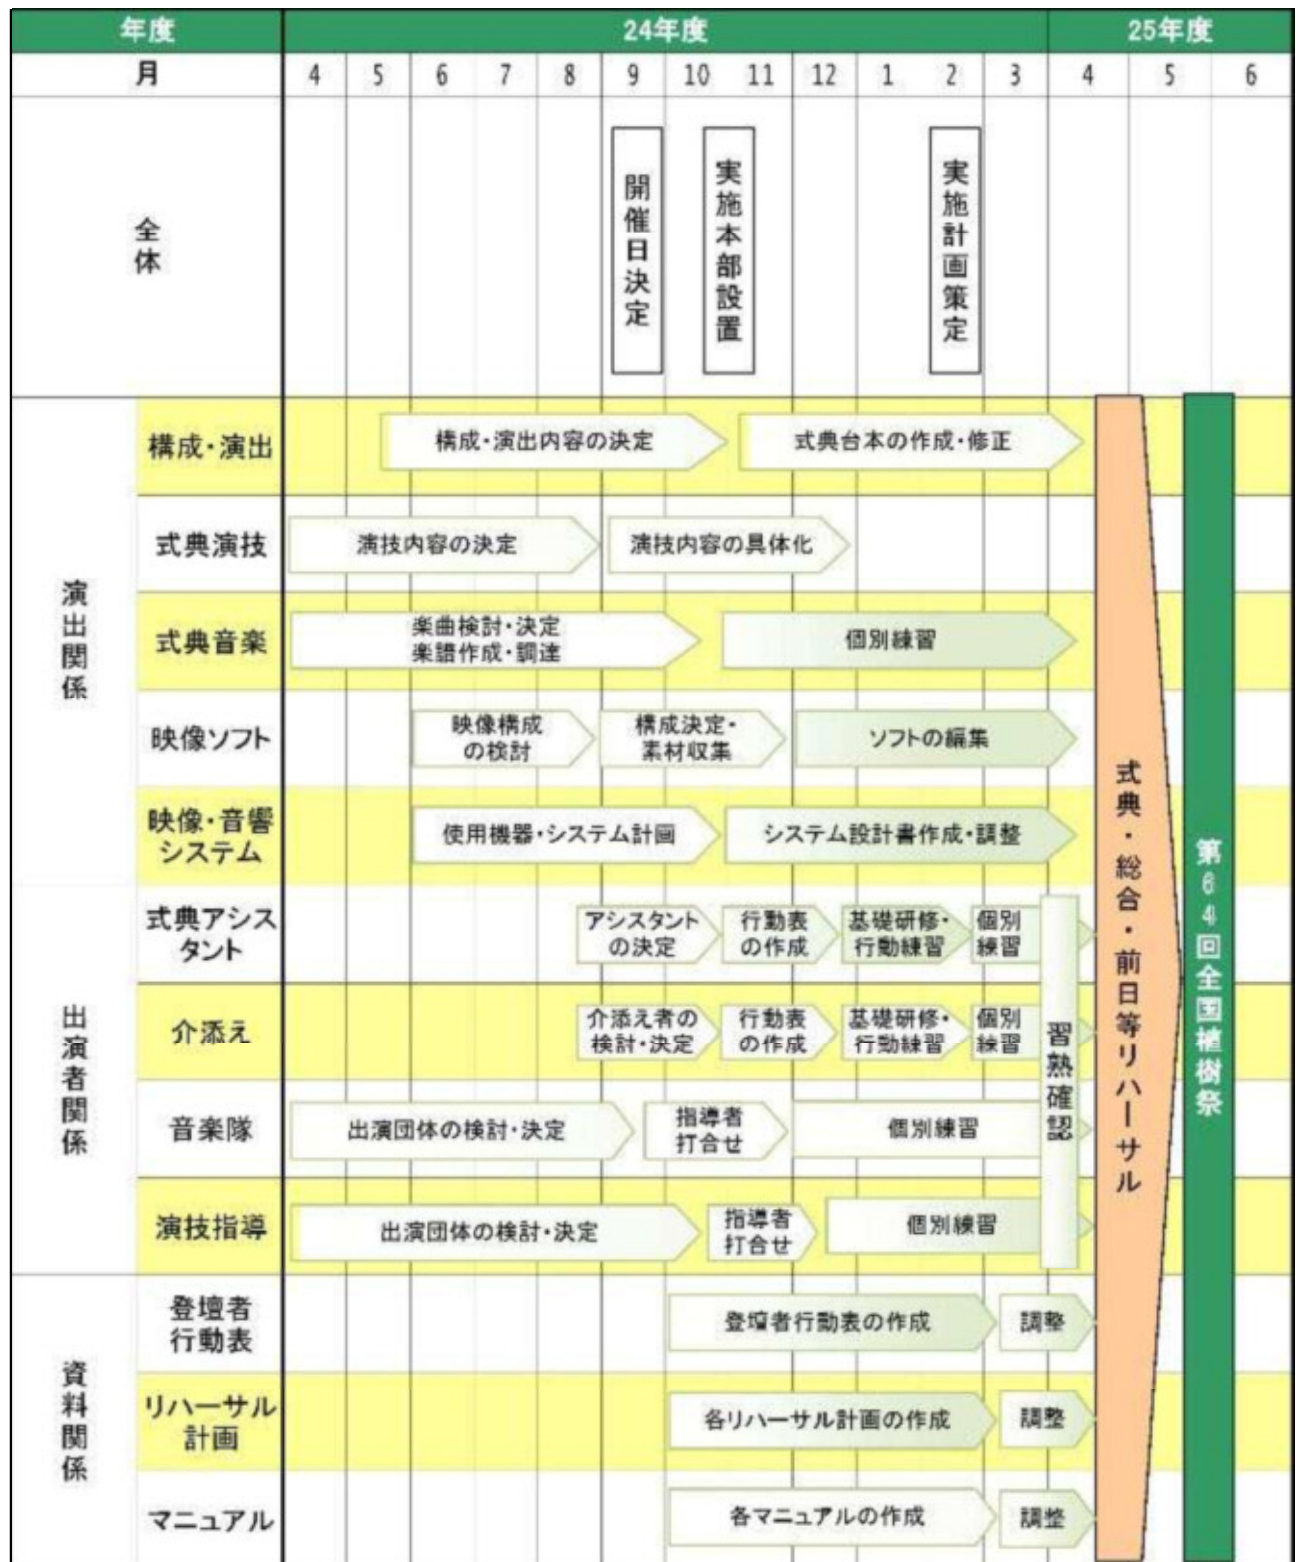 年度 24年度 25年度
月 4 5 6 7 8 9 10 11 12 1 2 3 4 5 6
全体
開催日決定
実施本部設置
実施計画策定
演出関係
構成・演出
構成・演出内容の決定
式典台本の作成・修正
式典演技
演技内容の決定
演技内容の具体化
式典音楽
楽曲検討・決定
楽譜作成・調達
個別練習
映像ソフト
映像構成
の検討
構成決定・
素材収集
ソフトの編集
映像・音響
システム
使用機器・システム計画
システム設計書作成・調整
出演者関係
式典アシス
タント
アシスタント
の決定
行動表
の作成
基礎研修・
行動練習
個別
練習
介添え
介添え者の
検討・決定
行動表
の作成
基礎研修・
行動練習
個別
練習
音楽隊
出演団体の検討・決定
指導者
打合せ
個別練習
演技指導
出演団体の検討・決定
指導者
打合せ
個別練習
習熟確認
資料関係
登壇者
行動表
登壇者行動表の作成
調整
リハーサル
計画
各リハーサル計画の作成
調整
マニュアル
各マニュアルの作成
調整
式典・総合・前日等リハーサル
第64回全国植樹祭